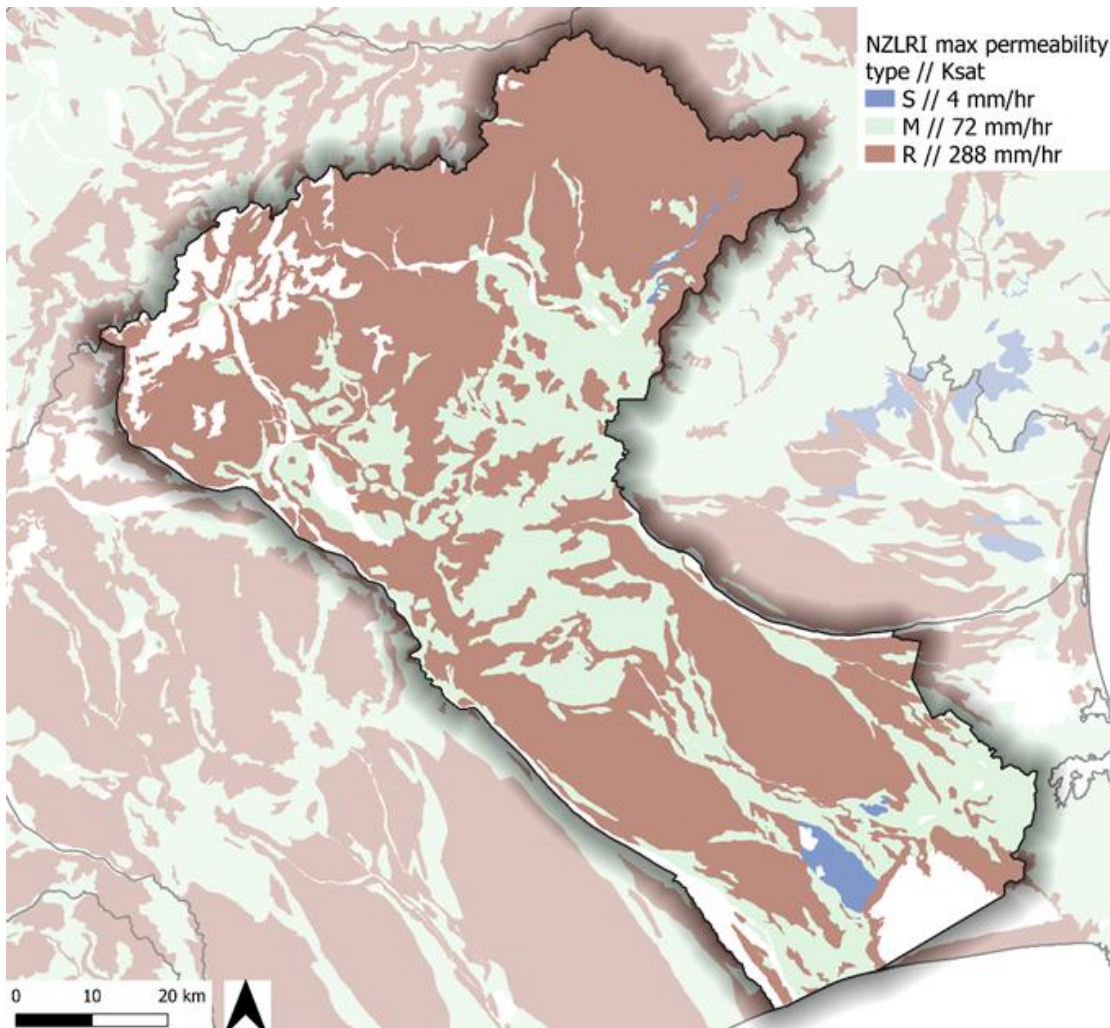 NZLRI max permeability
type // Ksat
S // 4 mm/hr
M // 72 mm/hr
R // 288 mm/hr
0 10 20 km